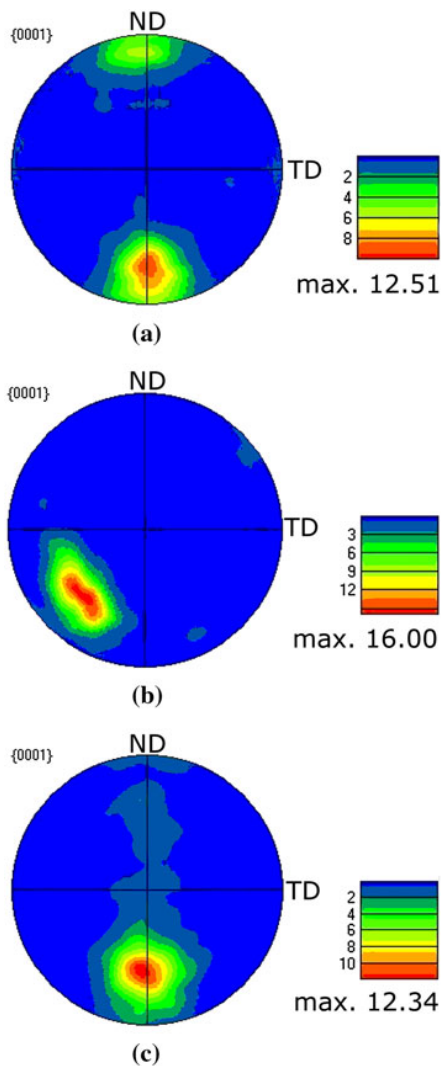 ND
{0001}
TD
2
4
6
8
max. 12.51
(a)
ND
{0001}
TD
3
6
9
12
max. 16.00
(b)
ND
{0001}
TD
2
4
6
8
10
max. 12.34
(c)